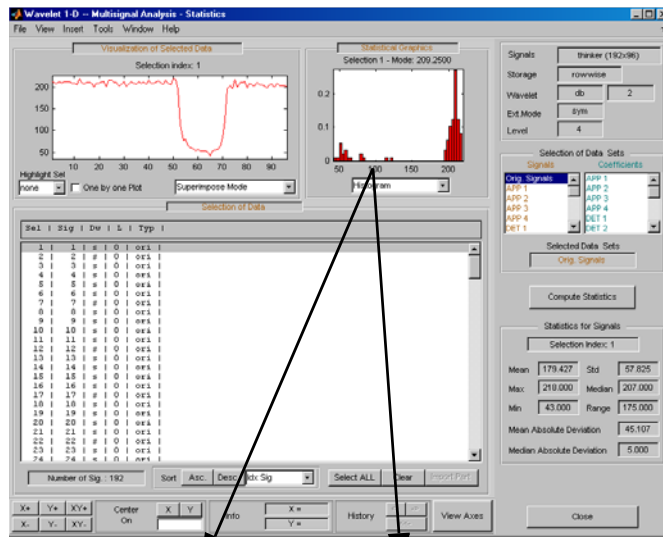 Wavelet 1-D -- Multisignal Analysis - Statistics
File View Insert Tools Window Help
Visualization of Selected Data
Selection index: 1
200
150
100
50
10 20 30 40 50 60 70 80 90
Highlight Sel
none
One by one Plot
Superimpose Mode
Statistical Graphics
Selection 1 - Mode: 209.2500
0.2
0.1
0
50 100 150 200
Histogram
Selection of Data
Sel | Sig | Dw | L | Typ |
1 | 1 | s | 0 | ori |
2 | 2 | s | 0 | ori |
3 | 3 | s | 0 | ori |
4 | 4 | s | 0 | ori |
5 | 5 | s | 0 | ori |
6 | 6 | s | 0 | ori |
7 | 7 | s | 0 | ori |
8 | 8 | s | 0 | ori |
9 | 9 | s | 0 | ori |
10 | 10 | s | 0 | ori |
11 | 11 | s | 0 | ori |
12 | 12 | s | 0 | ori |
13 | 13 | s | 0 | ori |
14 | 14 | s | 0 | ori |
15 | 15 | s | 0 | ori |
16 | 16 | s | 0 | ori |
17 | 17 | s | 0 | ori |
18 | 18 | s | 0 | ori |
19 | 19 | s | 0 | ori |
20 | 20 | s | 0 | ori |
21 | 21 | s | 0 | ori |
22 | 22 | s | 0 | ori |
23 | 23 | s | 0 | ori |
24 | 24 | s | 0 | ori |
Number of Sig. : 192
Sort Asc. Desc. Idx Sig
Select ALL Clear Import Part
Signals thinker (192x96)
Storage rowwise
Wavelet db 2
Ext.Mode sym
Level 4
Selection of Data Sets
Signals
Orig. Signals
APP 1
APP 2
APP 3
APP 4
DET 1
Coefficients
APP 1
APP 2
APP 3
APP 4
DET 1
DET 2
Selected Data Sets
Orig. Signals
Compute Statistics
Statistics for Signals
Selection Index: 1
Mean 179.427 Std 57.825
Max 218.000 Median 207.000
Min 43.000 Range 175.000
Mean Absolute Deviation 45.107
Median Absolute Deviation 5.000
X+ Y+ XY+
X- Y- XY-
Center
On
X Y
Info
X =
Y =
History
View Axes
Close